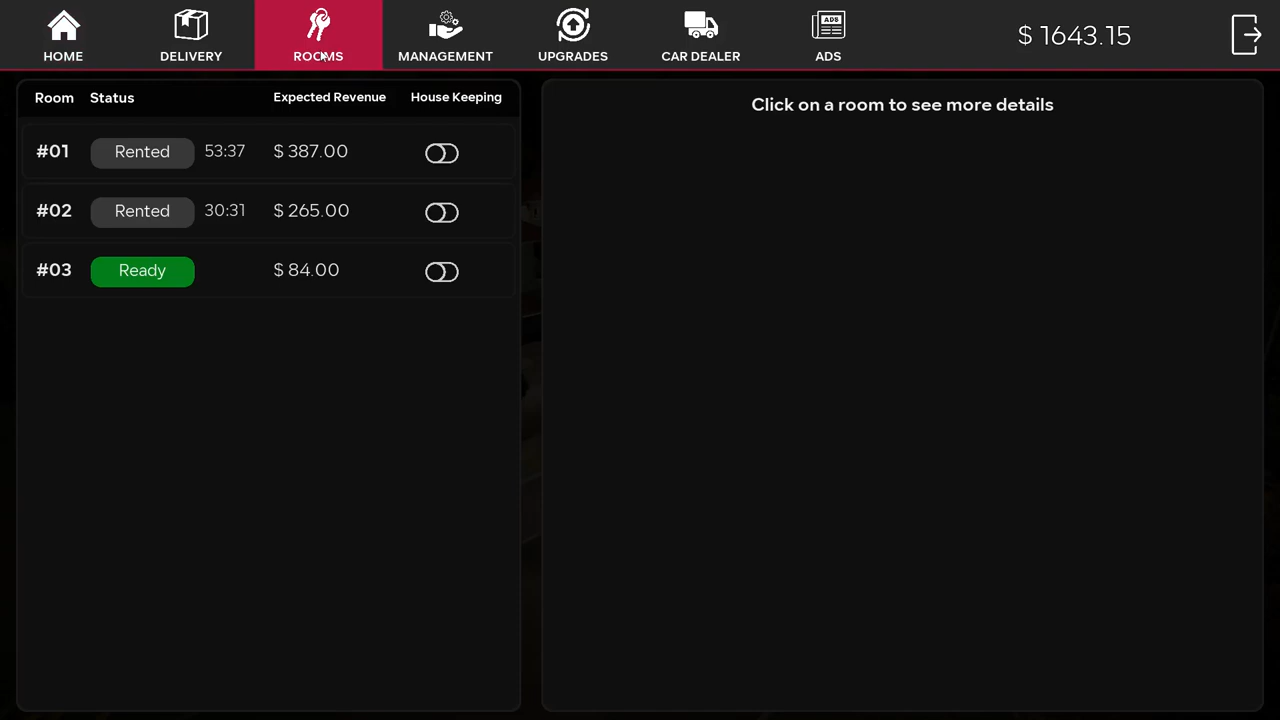 HOME DELIVERY ROOMS MANAGEMENT UPGRADES CAR DEALER ADS $ 1643.15
ADS
Room Status Expected Revenue House Keeping
#01 Rented 53:37 $ 387.00
#02 Rented 30:31 $ 265.00
#03 Ready $ 84.00
Click on a room to see more details